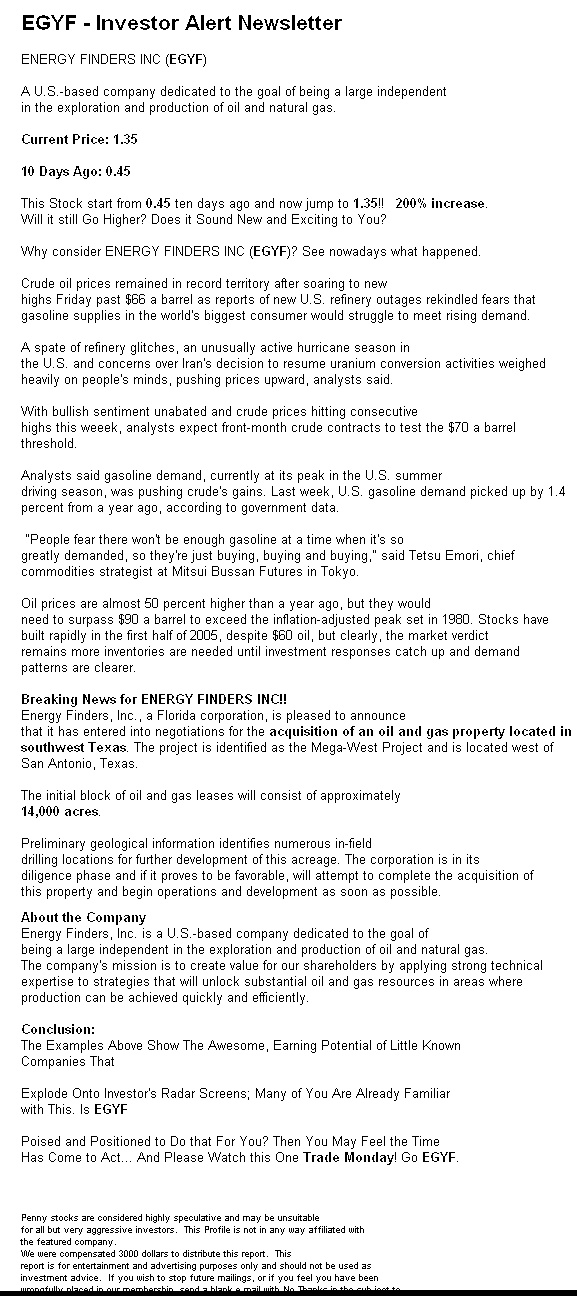 EGYF - Investor Alert Newsletter
ENERGY FINDERS INC (EGYF)
A U.S.-based company dedicated to the goal of being a large independent
in the exploration and production of oil and natural gas.
Current Price: 1.35
10 Days Ago: 0.45
This Stock start from 0.45 ten days ago and now jump to 1.35!!   200% increase.
Will it still Go Higher? Does it Sound New and Exciting to You?
Why consider ENERGY FINDERS INC (EGYF)? See nowadays what happened.
Crude oil prices remained in record territory after soaring to new
highs Friday past $66 a barrel as reports of new U.S. refinery outages rekindled fears that
gasoline supplies in the world's biggest consumer would struggle to meet rising demand.
A spate of refinery glitches, an unusually active hurricane season in
the U.S. and concerns over Iran's decision to resume uranium conversion activities weighed
heavily on people's minds, pushing prices upward, analysts said.
With bullish sentiment unabated and crude prices hitting consecutive
highs this weeek, analysts expect front-month crude contracts to test the $70 a barrel
threshold.
Analysts said gasoline demand, currently at its peak in the U.S. summer
driving season, was pushing crude's gains. Last week, U.S. gasoline demand picked up by 1.4
percent from a year ago, according to government data.
"People fear there won't be enough gasoline at a time when it's so
greatly demanded, so they're just buying, buying and buying," said Tetsu Emori, chief
commodities strategist at Mitsui Bussan Futures in Tokyo.
Oil prices are almost 50 percent higher than a year ago, but they would
need to surpass $90 a barrel to exceed the inflation-adjusted peak set in 1980. Stocks have
built rapidly in the first half of 2005, despite $60 oil, but clearly, the market verdict
remains more inventories are needed until investment responses catch up and demand
patterns are clearer.
Breaking News for ENERGY FINDERS INC!!
Energy Finders, Inc., a Florida corporation, is pleased to announce
that it has entered into negotiations for the acquisition of an oil and gas property located in
southwest Texas. The project is identified as the Mega-West Project and is located west of
San Antonio, Texas.
The initial block of oil and gas leases will consist of approximately
14,000 acres.
Preliminary geological information identifies numerous in-field
drilling locations for further development of this acreage. The corporation is in its
diligence phase and if it proves to be favorable, will attempt to complete the acquisition of
this property and begin operations and development as soon as possible.
About the Company
Energy Finders, Inc. is a U.S.-based company dedicated to the goal of
being a large independent in the exploration and production of oil and natural gas.
The company's mission is to create value for our shareholders by applying strong technical
expertise to strategies that will unlock substantial oil and gas resources in areas where
production can be achieved quickly and efficiently.
Conclusion:
The Examples Above Show The Awesome, Earning Potential of Little Known
Companies That
Explode Onto Investor's Radar Screens; Many of You Are Already Familiar
with This. Is EGYF
Poised and Positioned to Do that For You? Then You May Feel the Time
Has Come to Act... And Please Watch this One Trade Monday! Go EGYF.
Penny stocks are considered highly speculative and may be unsuitable
for all but very aggressive investors.  This Profile is not in any way affiliated with
the featured company.
We were compensated 3000 dollars to distribute this report.  This
report is for entertainment and advertising purposes only and should not be used as
investment advice.  If you wish to stop future mailings, or if you feel you have been
wrongfully placed in our membership, send a blank e mail with No Thanks in the sub ject to